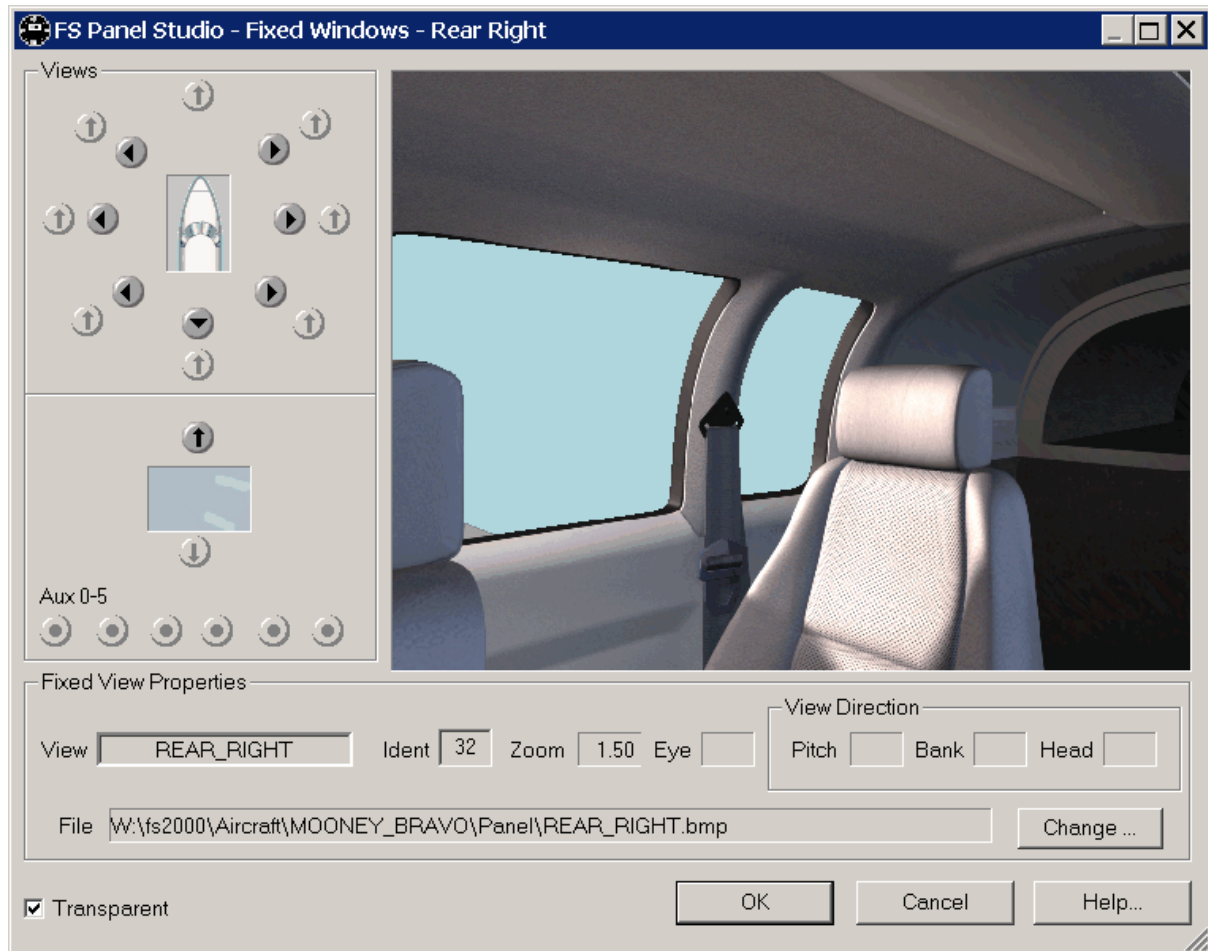 FS Panel Studio - Fixed Windows - Rear Right
Views
Aux 0-5
Fixed View Properties
View Direction
View REAR_RIGHT Ident 32 Zoom 1.50 Eye Pitch Bank Head
File W:\fs2000\Aircraft\MOONEY_BRAVO\Panel\REAR_RIGHT.bmp Change ...
Transparent OK Cancel Help...